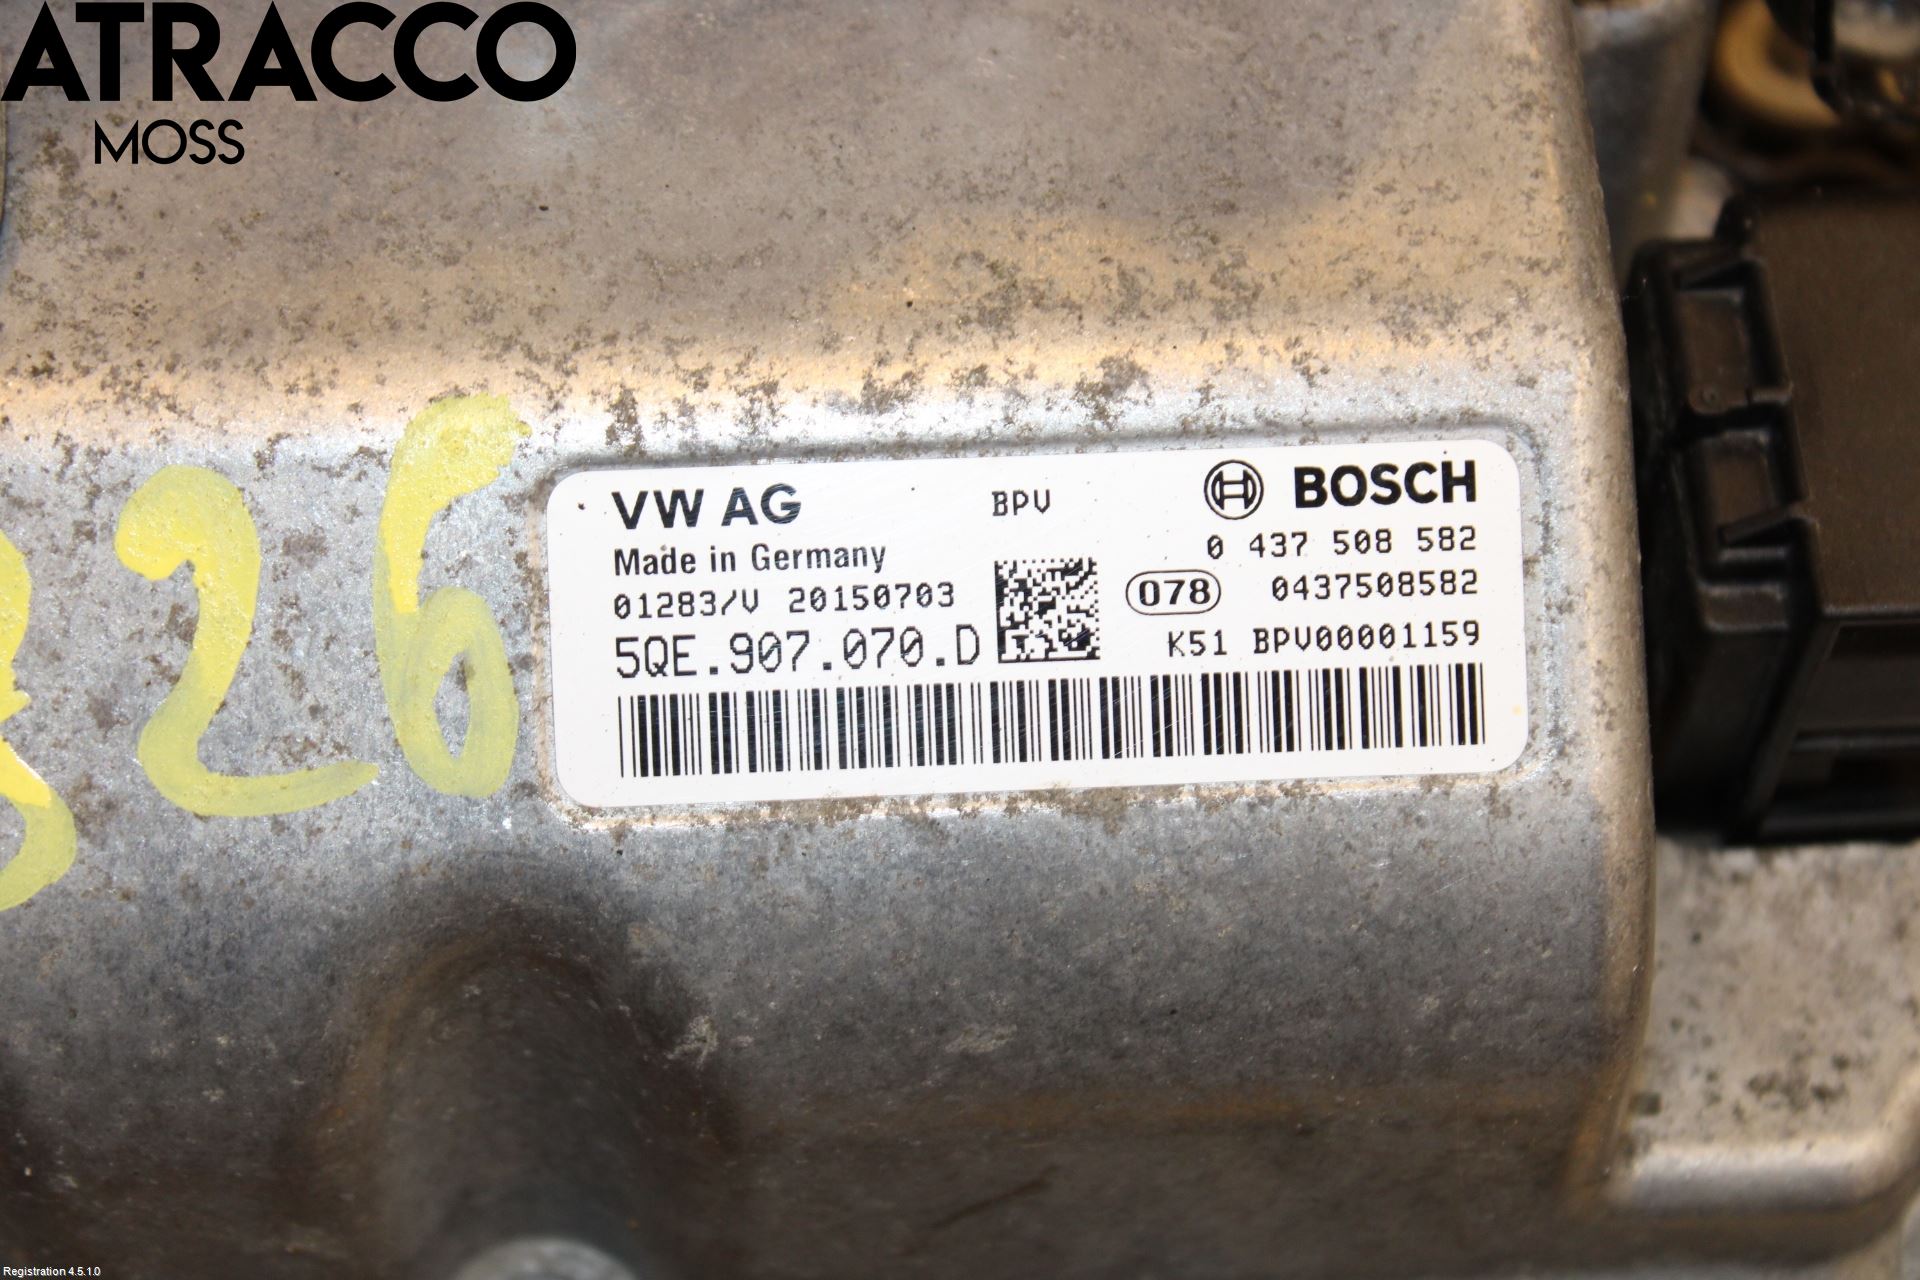 ATRACCO
MOSS
26
VW AG BPV BOSCH
Made in Germany 0 437 508 582
01283/V 20150703 078 0437508582
5QE.907.070.D K51 BPV00001159
Registration 4.5.1.0